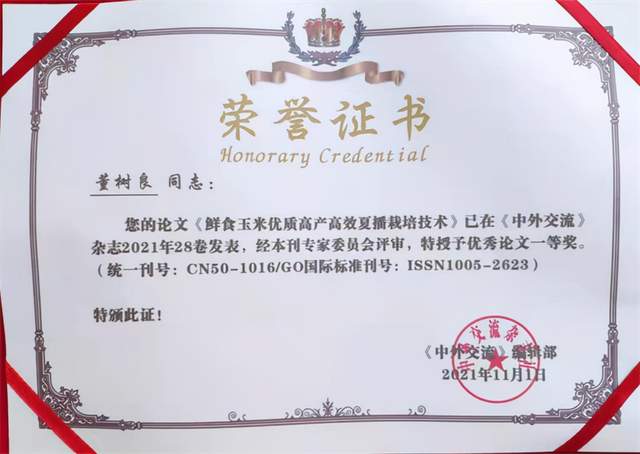 荣誉证书
Honorary Credential
董树良 同志：
您的论文《鲜食玉米优质高产高效夏播栽培技术》已在《中外交流》
杂志2021年28卷发表，经本刊专家委员会评审，特授予优秀论文一等奖。
（统一刊号：CN50-1016/GO国际标准刊号：ISSN1005-2623）
特颁此证！
《中外交流》编辑部
2021年11月1日